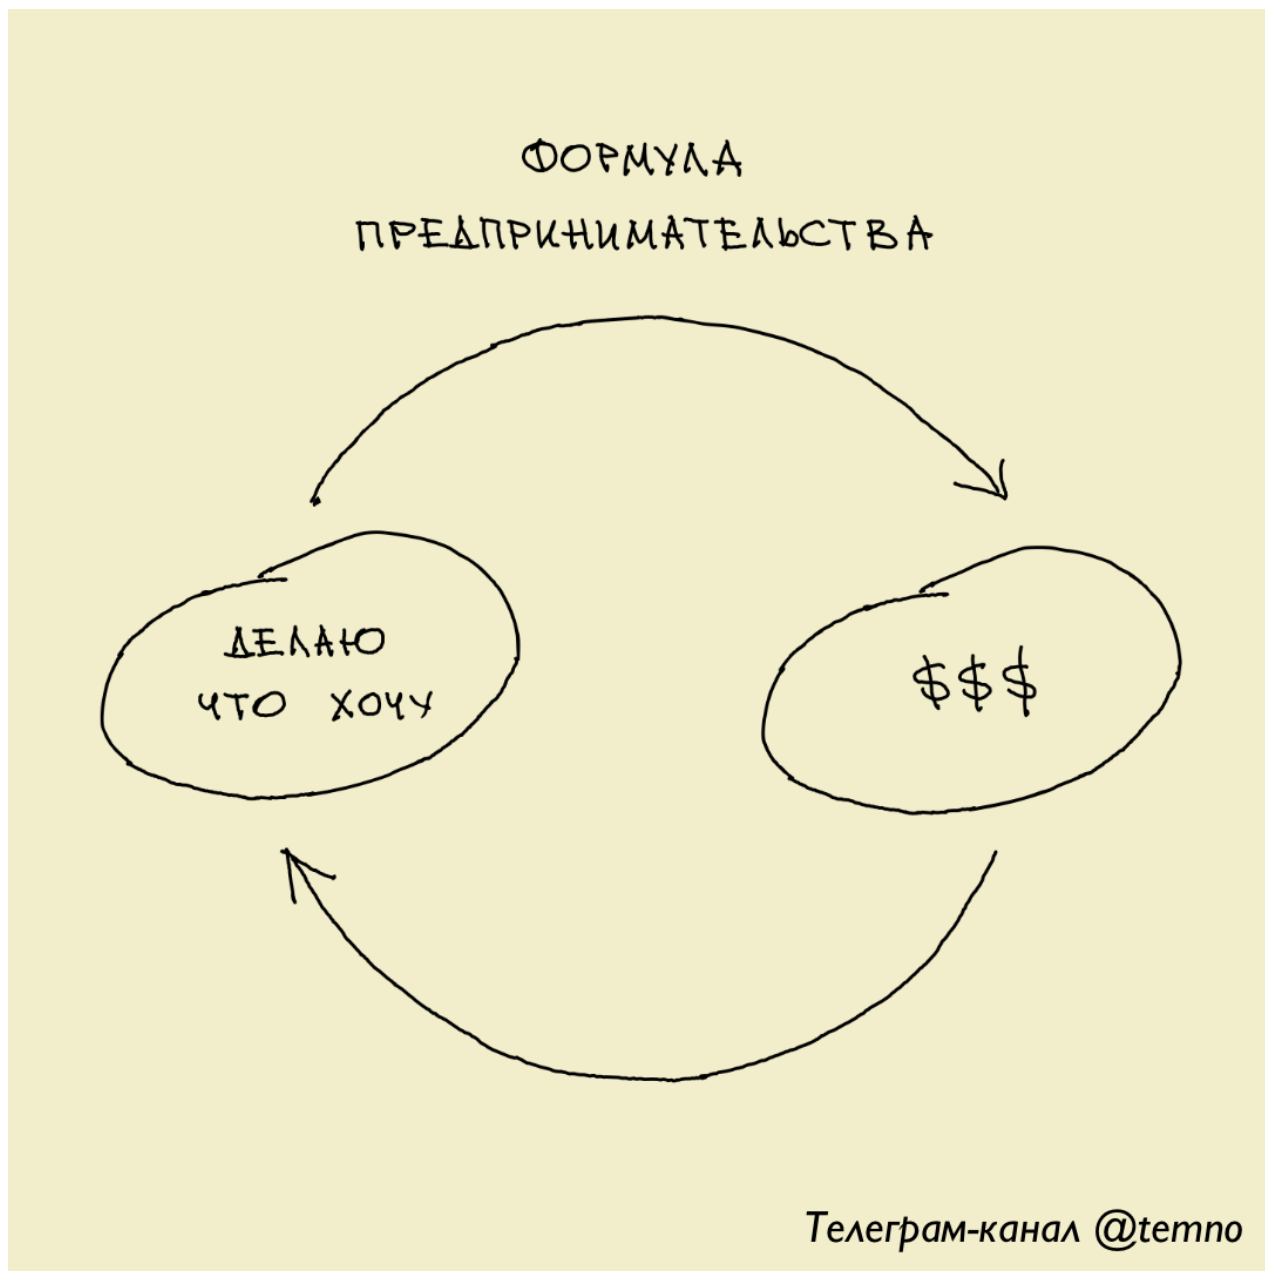 ФОРМУЛА
ПРЕДПРИНИМАТЕЛЬСТВА
ДЕЛАЮ
ЧТО ХОЧУ
$$$
Телеграм-канал @temno